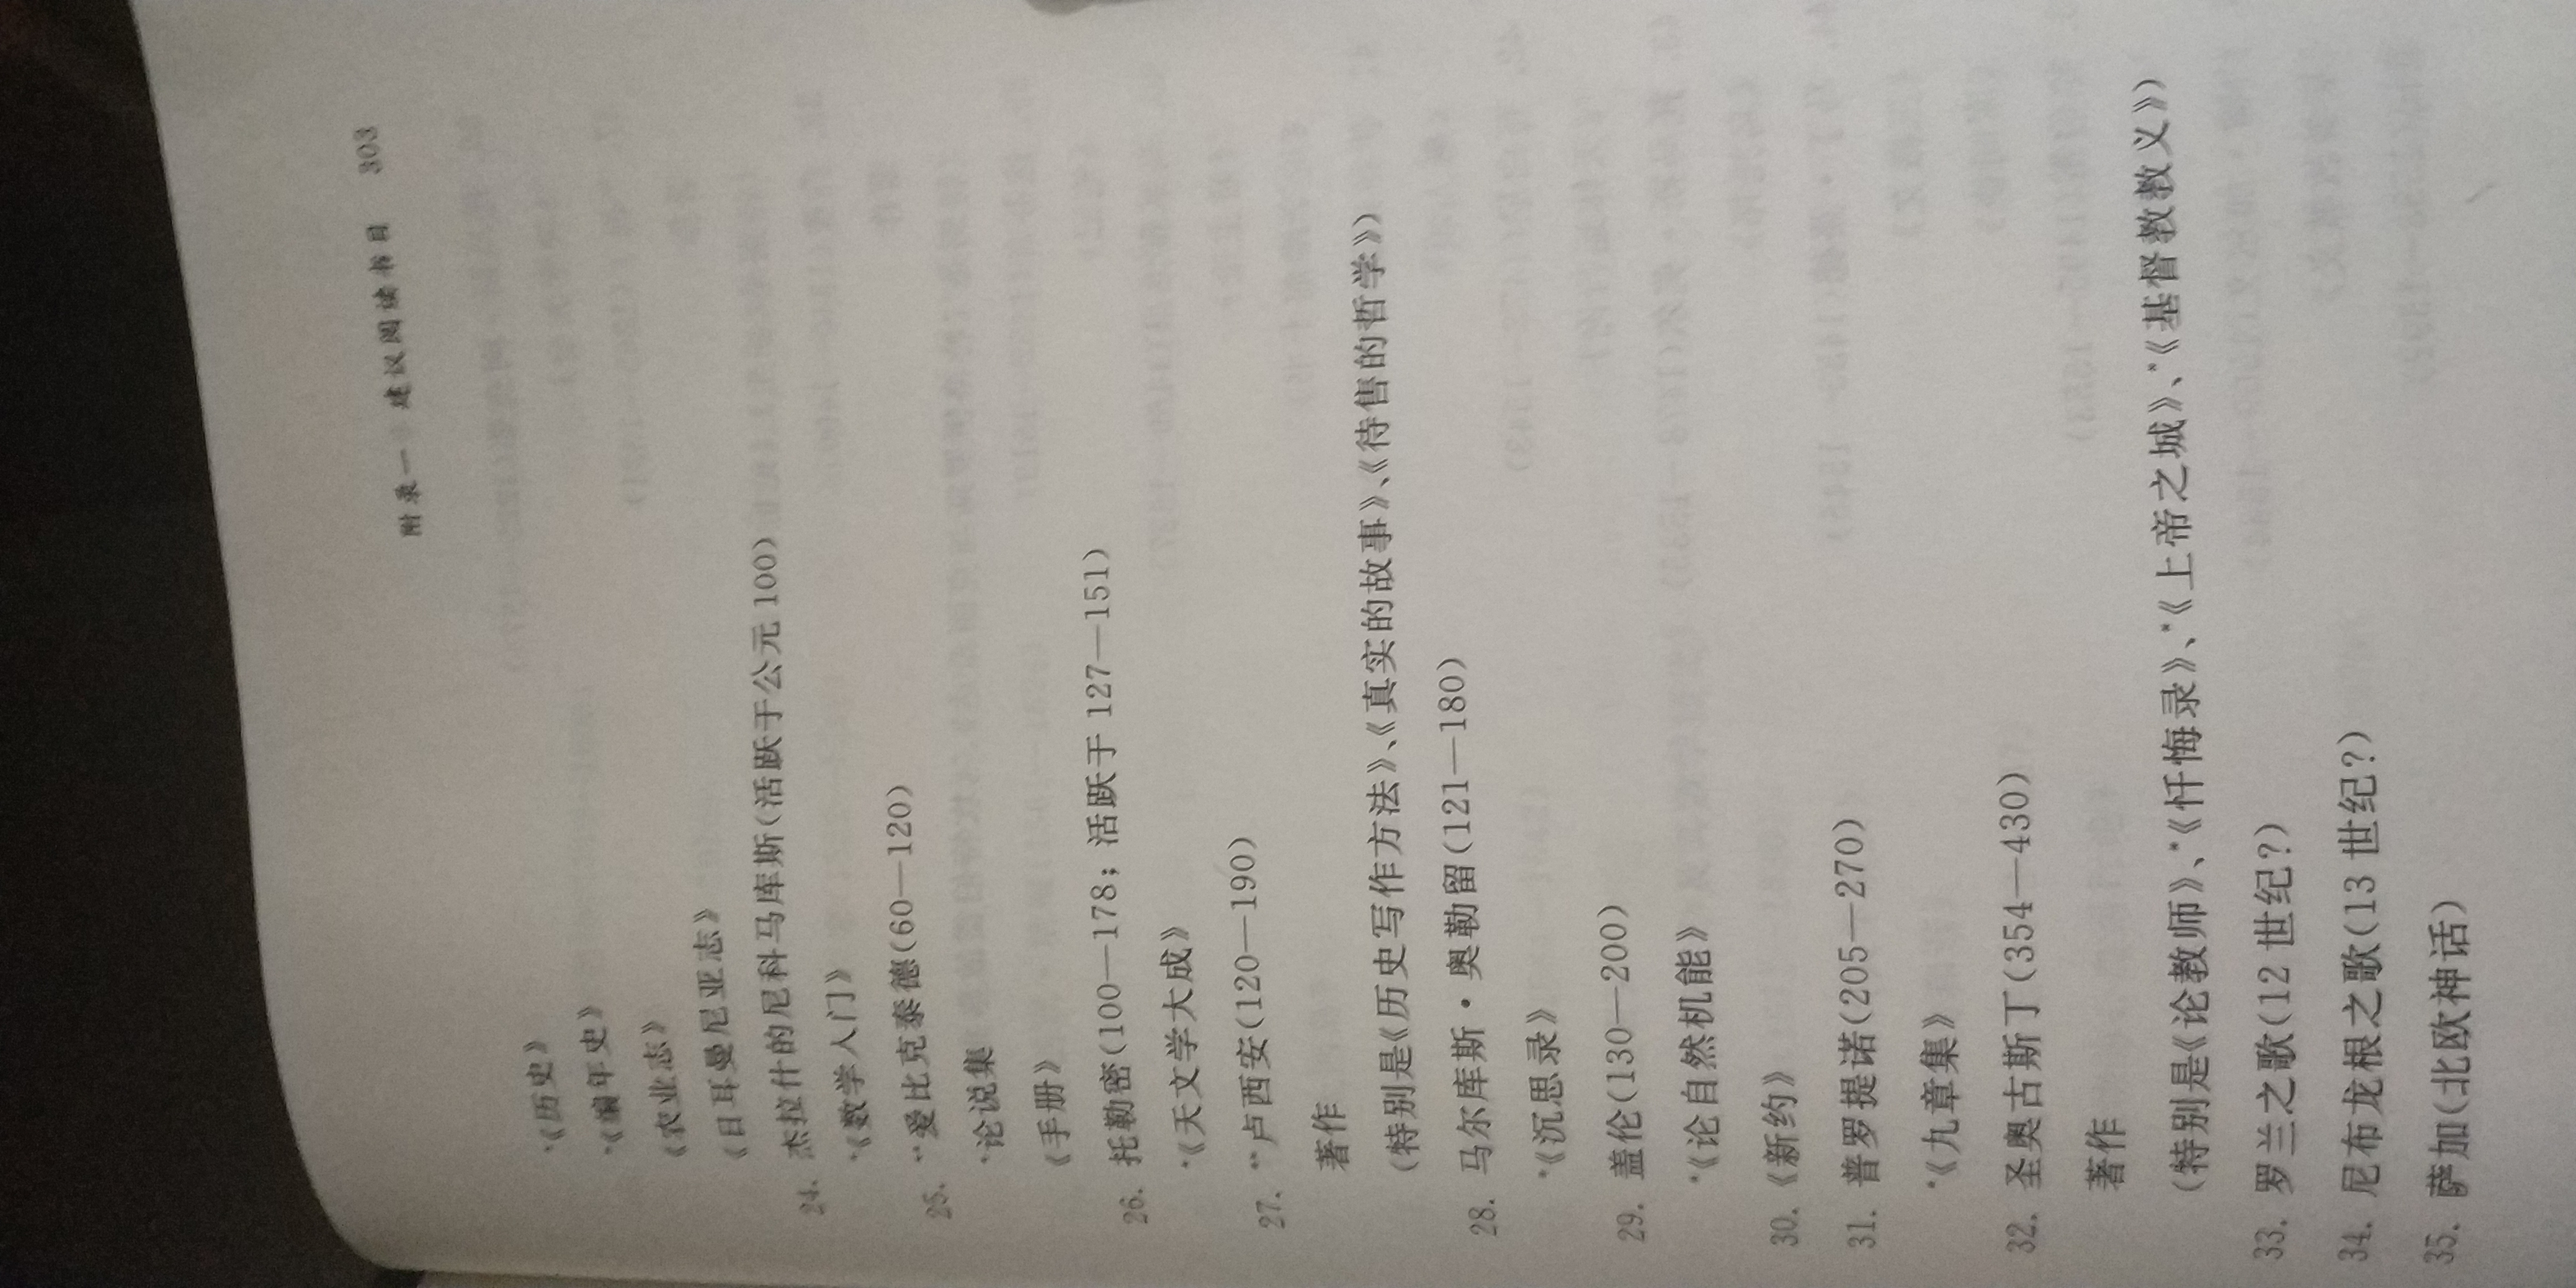 附录一 建议阅读书目 303
*《历史》
*《编年史》
《农业志》
《日耳曼尼亚志》
24. 杰拉什的尼科马库斯(活跃于公元 100)
*《数学入门》
25. **爱比克泰德(60—120)
*论说集
《手册》
26. 托勒密(100—178；活跃于 127—151)
*《天文学大成》
27. **卢西安(120—190)
著作
(特别是《历史写作方法》、《真实的故事》、《待售的哲学》)
28. 马尔库斯·奥勒留(121—180)
*《沉思录》
29. 盖伦(130—200)
*《论自然机能》
30.《新约》
31. 普罗提诺(205—270)
*《九章集》
32. 圣奥古斯丁(354—430)
著作
(特别是《论教师》、*《忏悔录》、*《上帝之城》、*《基督教教义》)
33. 罗兰之歌(12 世纪?)
34. 尼布龙根之歌(13 世纪?)
35. 萨加(北欧神话)